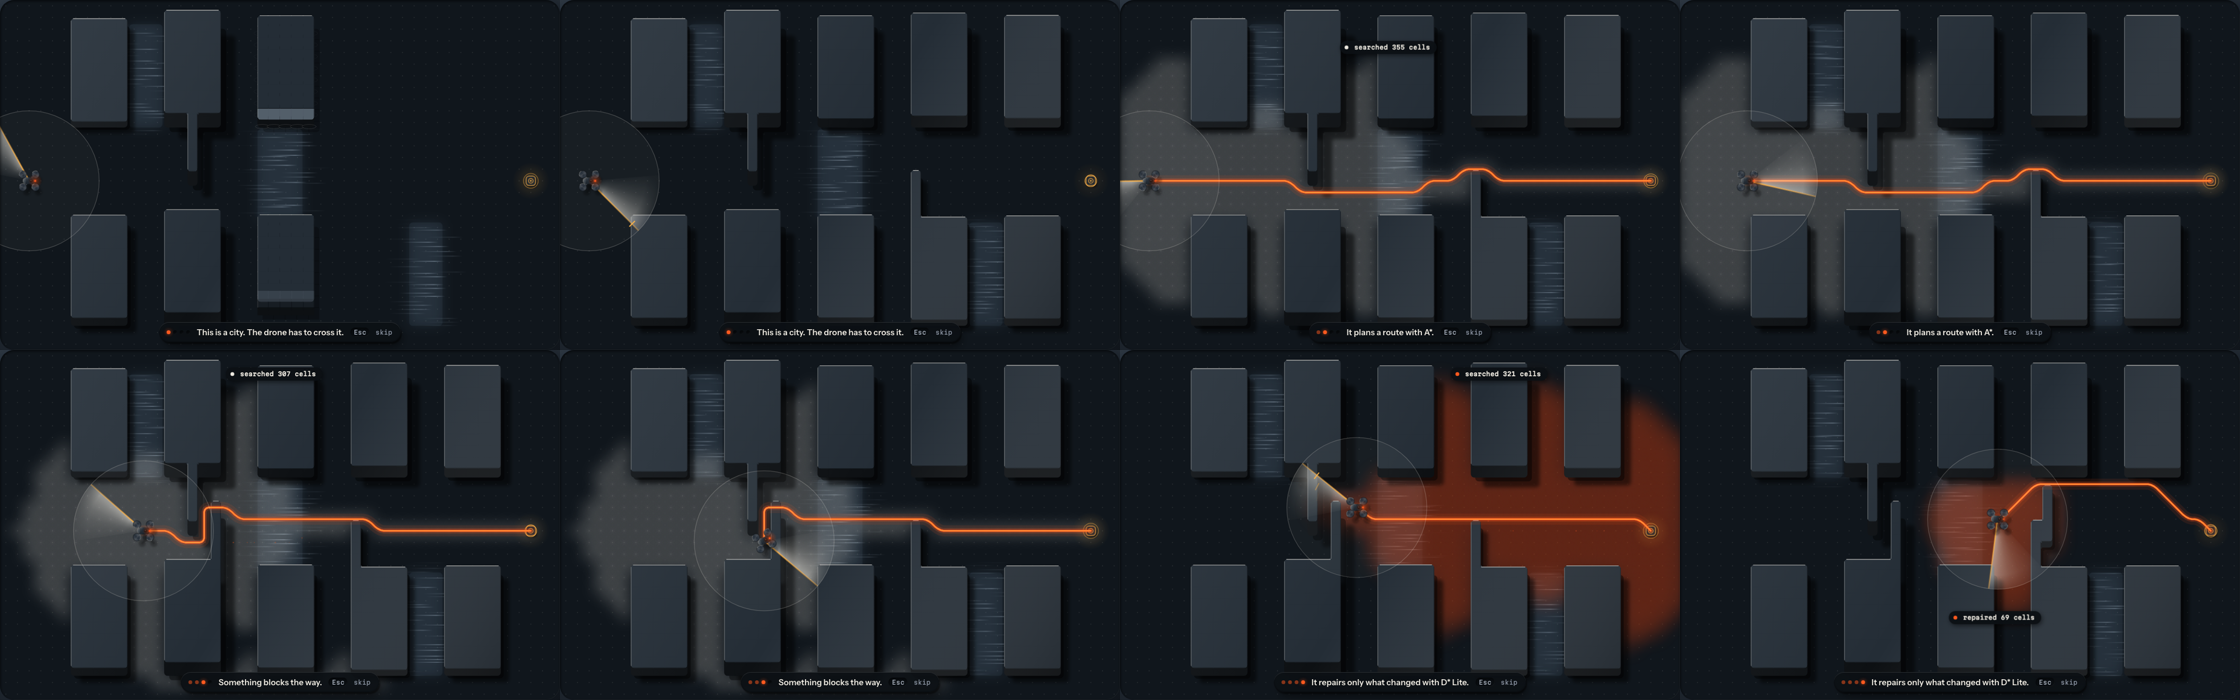 This is a city. The drone has to cross it. Esc skip
This is a city. The drone has to cross it. Esc skip
searched 355 cells
It plans a route with A*. Esc skip
It plans a route with A*. Esc skip
searched 307 cells
Something blocks the way. Esc skip
Something blocks the way. Esc skip
searched 321 cells
It repairs only what changed with D* Lite. Esc skip
repaired 69 cells
It repairs only what changed with D* Lite. Esc skip